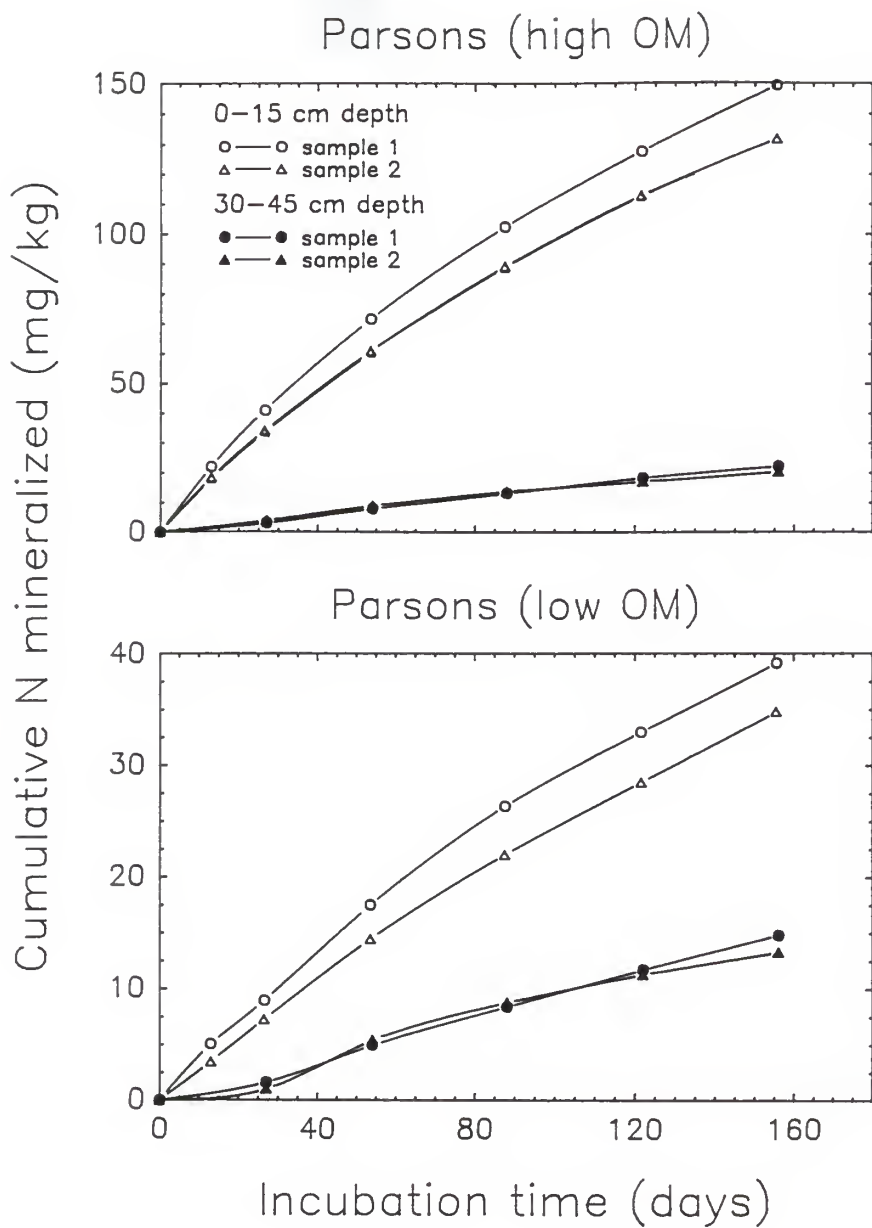 Parsons (high OM)
150
100
50
0
0-15 cm depth
sample 1
sample 2
30-45 cm depth
sample 1
sample 2
Cumulative N mineralized (mg/kg)
Parsons (low OM)
40
30
20
10
0
0 40 80 120 160
Incubation time (days)